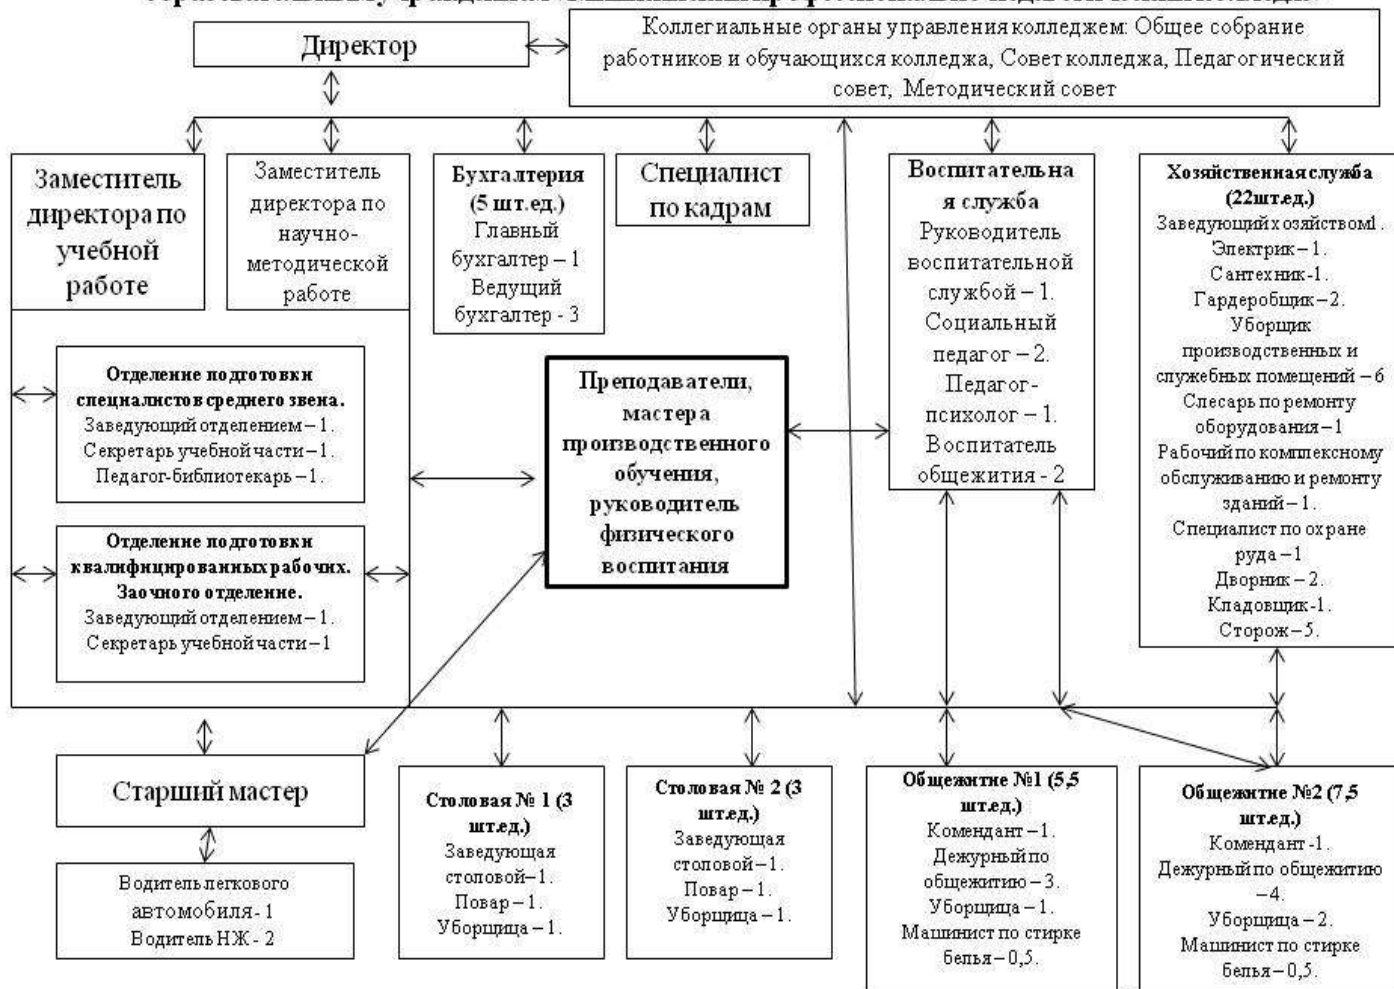 Директор
Коллегиальные органы управления колледжем: Общее собрание
работников и обучающихся колледжа, Совет колледжа, Педагогический
совет, Методический совет
Заместитель
директора по
учебной
работе
Заместитель
директора по
научно-
методической
работе
Бухгалтерия
(5 шт.ед.)
Главный
бухгалтер – 1
Ведущий
бухгалтер - 3
Специалист
по кадрам
Воспитательна
я служба
Руководитель
воспитательной
службой – 1.
Социальный
педагог – 2.
Педагог-
психолог – 1.
Воспитатель
общежития - 2
Хозяйственная служба
(22шт.ед.)
Заведующий хозяйством1.
Электрик – 1.
Сантехник-1.
Гардеробщик – 2.
Уборщик
производственных и
служебных помещений – 6
Слесарь по ремонту
оборудования – 1
Рабочий по комплексному
обслуживанию и ремонту
зданий – 1.
Специалист по охране
руда – 1
Дворник – 2.
Кладовщик-1.
Сторож – 5.
Отделение подготовки
специалистов среднего звена.
Заведующий отделением – 1.
Секретарь учебной части – 1.
Педагог-библиотекарь – 1.
Преподаватели,
мастера
производственного
обучения,
руководитель
физического
воспитания
Отделение подготовки
квалифицированных рабочих.
Заочного отделение.
Заведующий отделением – 1.
Секретарь учебной части – 1
Старший мастер
Водитель легкового
автомобиля- 1
Водитель НЖ - 2
Столовая № 1 (3
шт.ед.)
Заведующая
столовой – 1.
Повар – 1.
Уборщица – 1.
Столовая № 2 (3
шт.ед.)
Заведующая
столовой – 1.
Повар – 1.
Уборщица – 1.
Общежитие №1 (5,5
шт.ед.)
Комендант – 1.
Дежурный по
общежитию – 3.
Уборщица – 1.
Машинист по стирке
белья – 0,5.
Общежитие №2 (7,5
шт.ед.)
Комендант -1.
Дежурный по общежитию
– 4.
Уборщица – 2.
Машинист по стирке
белья – 0,5.